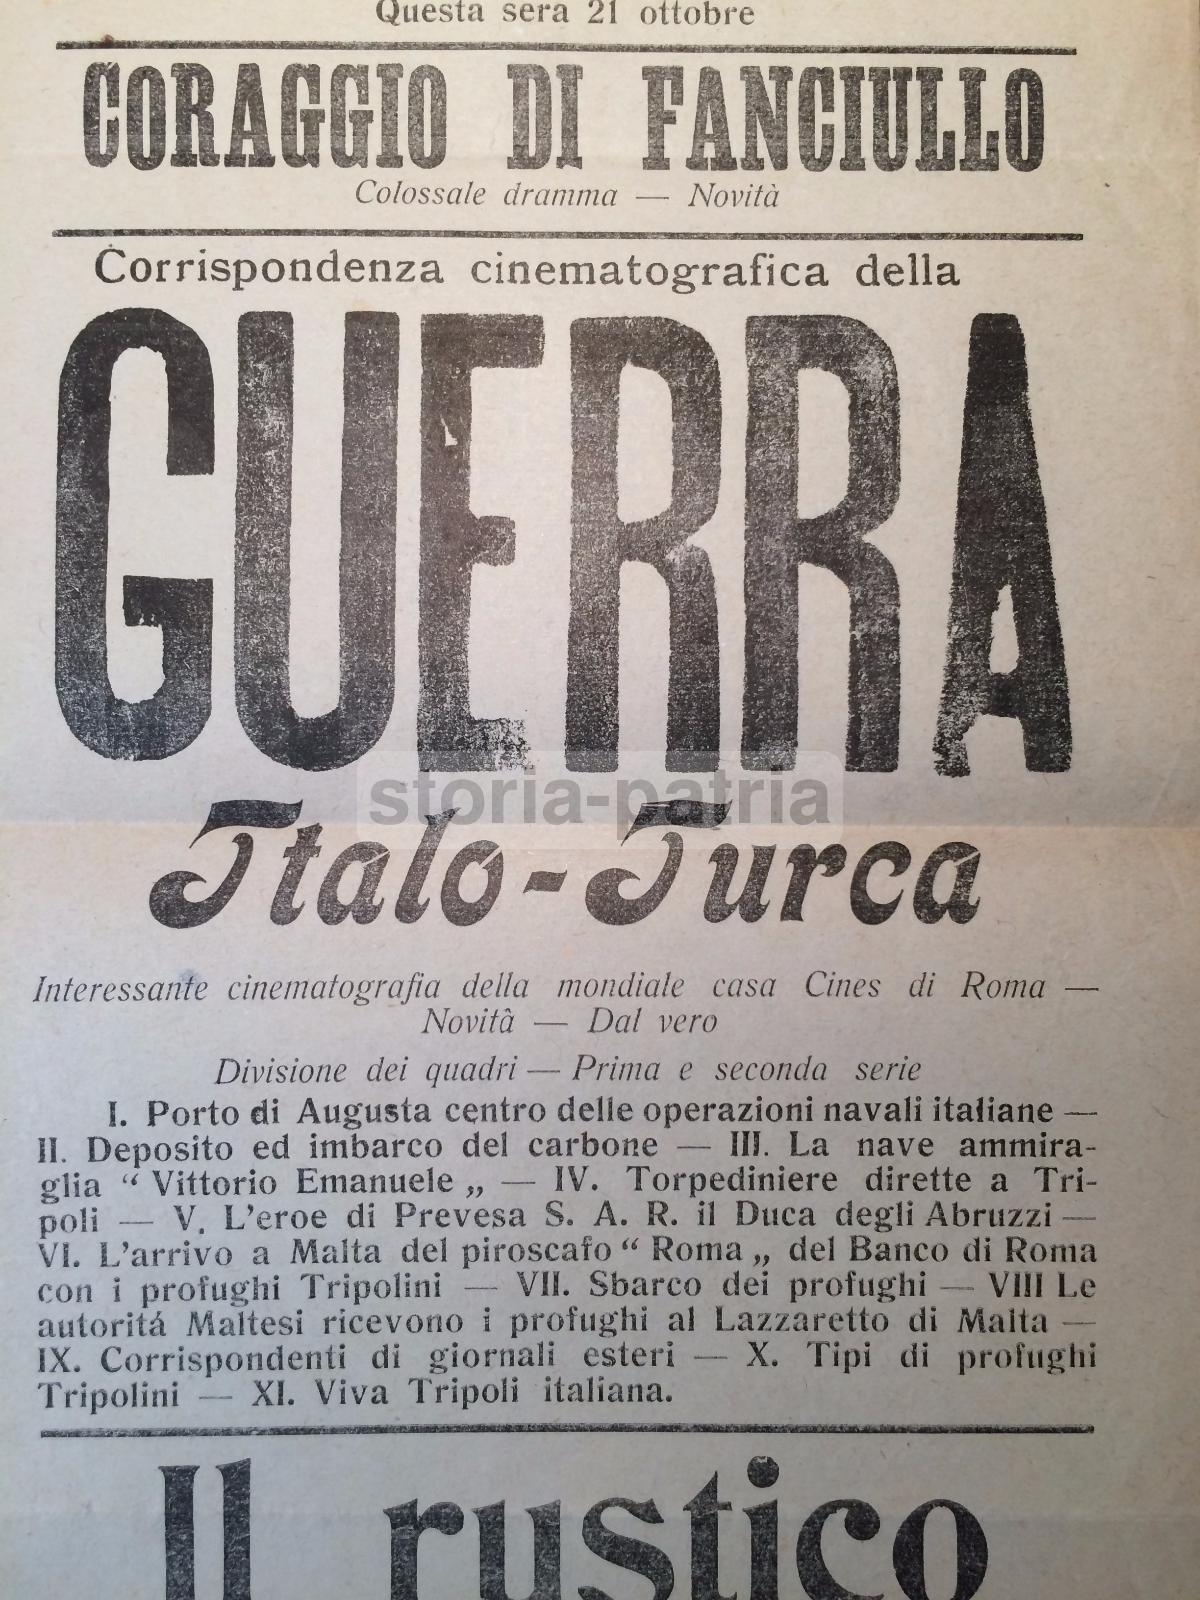 Questa sera 21 ottobre
CORAGGIO DI FANCIULLO
Colossale dramma — Novità
Corrispondenza cinematografica della
GUERRA
storia-patria
Italo-Turca
Interessante cinematografia della mondiale casa Cines di Roma —
Novità — Dal vero
Divisione dei quadri — Prima e seconda serie
I. Porto di Augusta centro delle operazioni navali italiane —
II. Deposito ed imbarco del carbone — III. La nave ammira-
glia “ Vittorio Emanuele „ — IV. Torpediniere dirette a Tri-
poli — V. L'eroe di Prevesa S. A. R. il Duca degli Abruzzi —
VI. L'arrivo a Malta del piroscafo “ Roma „ del Banco di Roma
con i profughi Tripolini — VII. Sbarco dei profughi — VIII Le
autoritá Maltesi ricevono i profughi al Lazzaretto di Malta —
IX. Corrispondenti di giornali esteri — X. Tipi di profughi
Tripolini — XI. Viva Tripoli italiana.
Il rustico